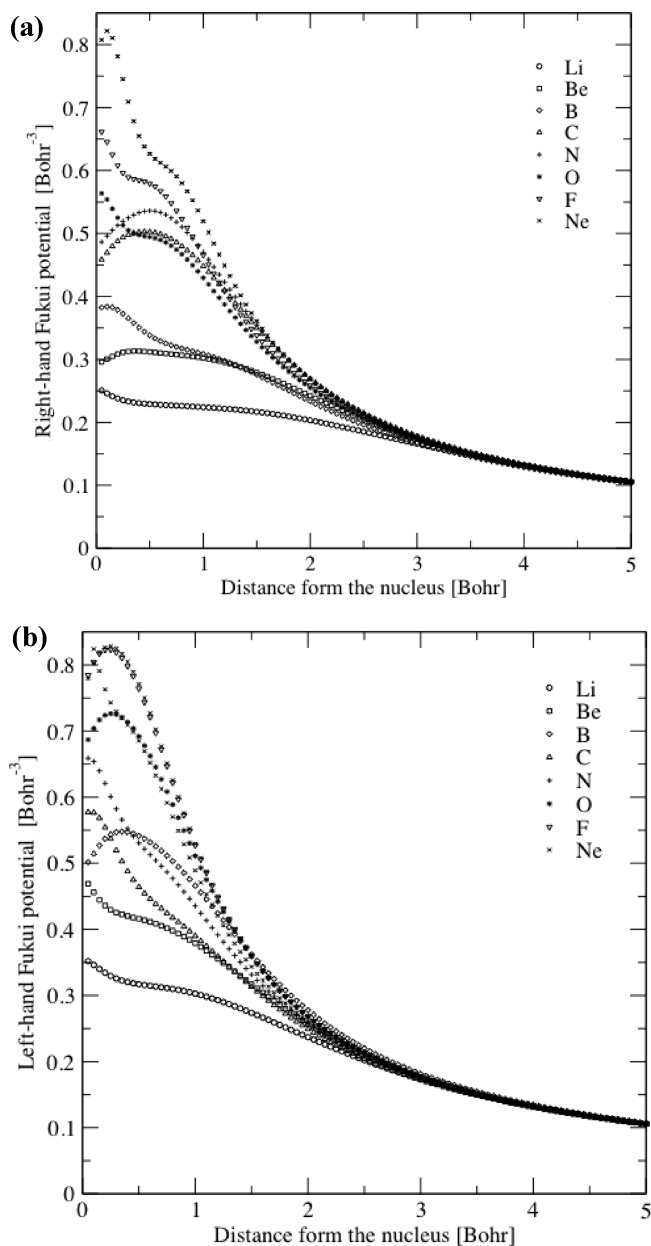 (a)
0.8
0.7
0.6
0.5
0.4
0.3
0.2
0.1
0
Right-hand Fukui potential [Bohr⁻³]
Li
Be
B
C
N
O
F
Ne
0 1 2 3 4 5
Distance form the nucleus [Bohr]
(b)
0.8
0.7
0.6
0.5
0.4
0.3
0.2
0.1
0
Left-hand Fukui potential [Bohr⁻³]
Li
Be
B
C
N
O
F
Ne
0 1 2 3 4 5
Distance form the nucleus [Bohr]